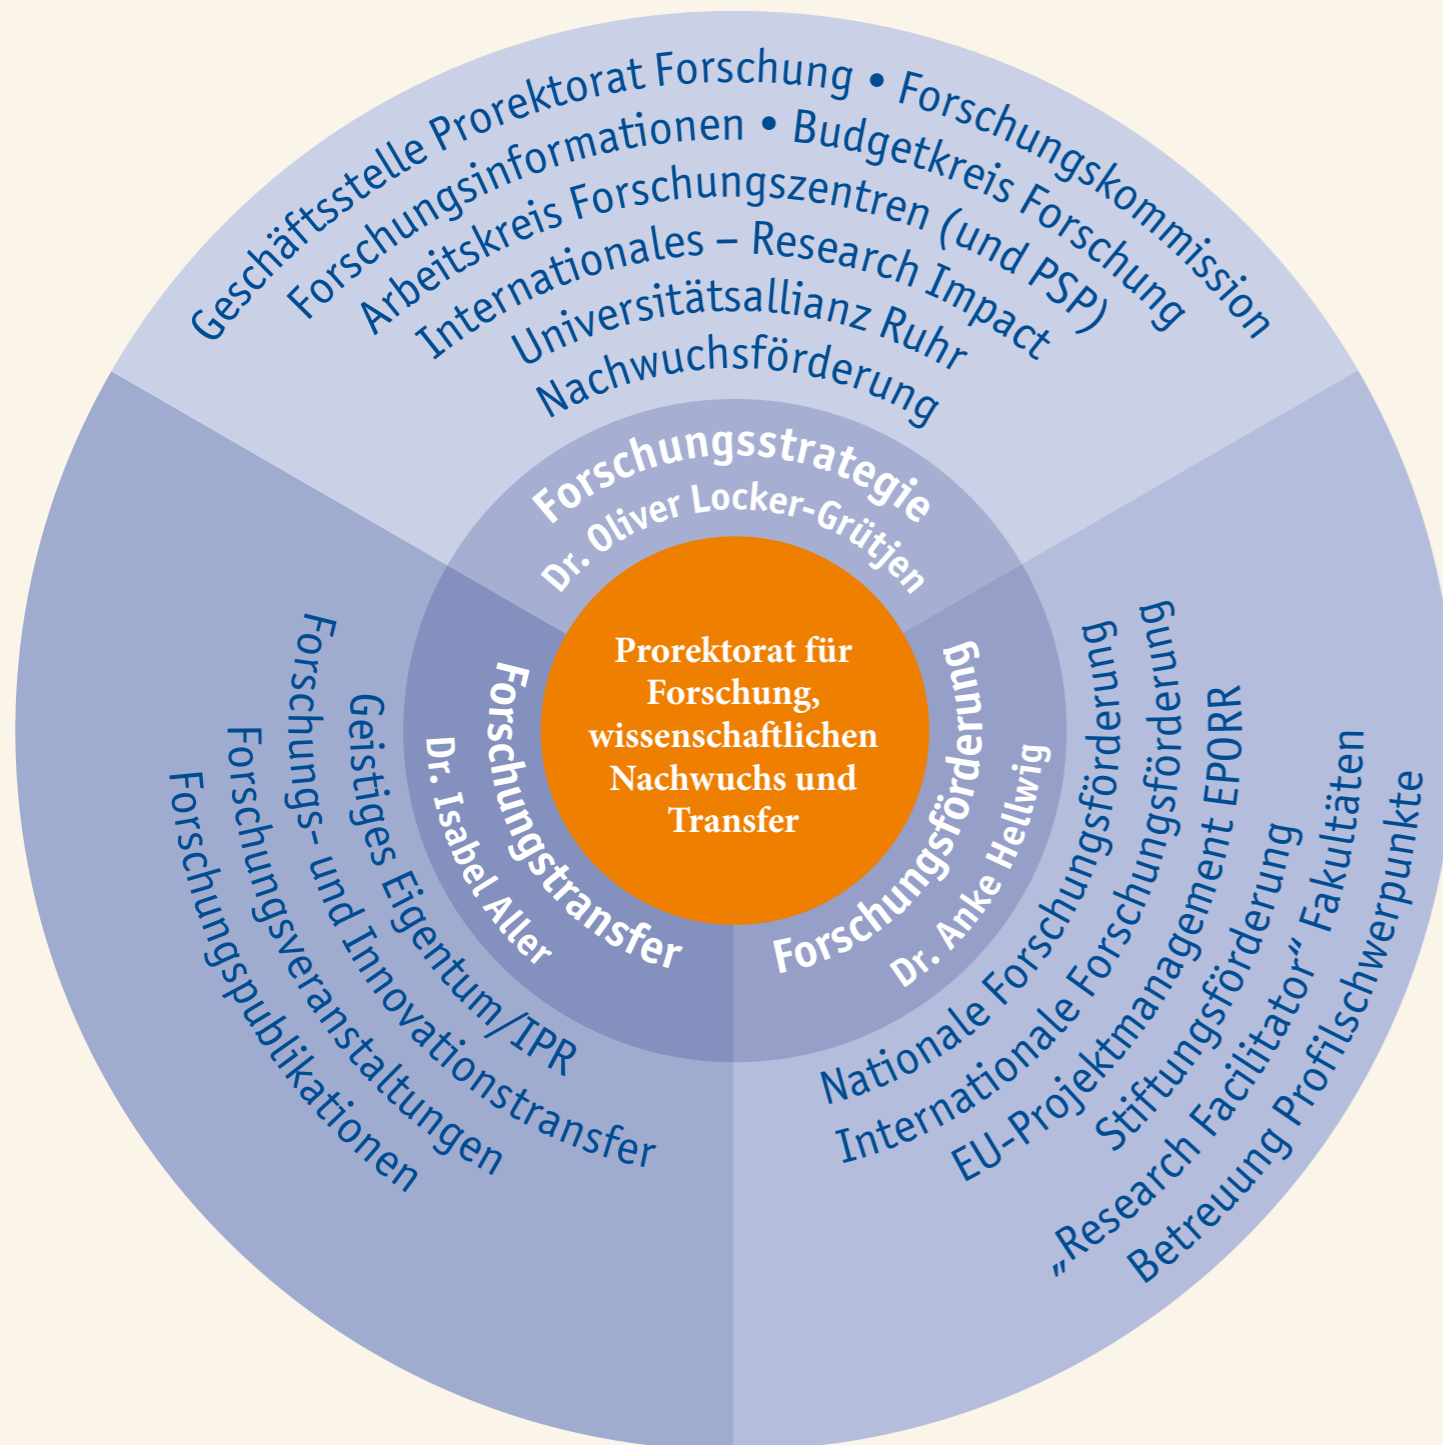 Geschäftsstelle Prorektorat Forschung • Forschungskommission
Forschungsinformationen • Budgetkreis Forschung
Arbeitskreis Forschungszentren (und PSP)
Internationales – Research Impact
Universitätsallianz Ruhr
Nachwuchsförderung
Forschungsstrategie
Dr. Oliver Locker-Grütjen
Prorektorat für
Forschung,
wissenschaftlichen
Nachwuchs und
Transfer
Forschungsförderung
Dr. Anke Hellwig
Nationale Forschungsförderung
Internationale Forschungsförderung
EU-Projektmanagement EPORR
Stiftungsförderung
„Research Facilitator“ Fakultäten
Betreuung Profilschwerpunkte
Forschungstransfer
Dr. Isabel Aller
Geistiges Eigentum/IPR
Forschungs- und Innovationstransfer
Forschungsveranstaltungen
Forschungspublikationen